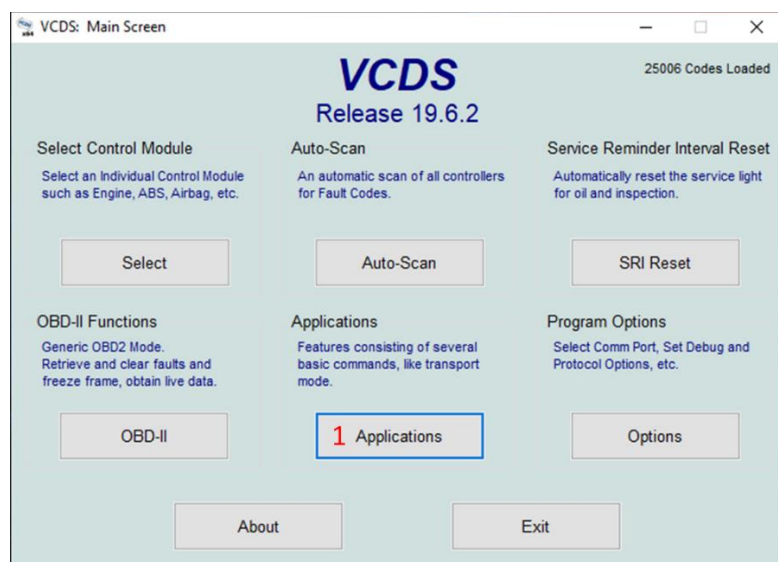 VCDS: Main Screen
VCDS
Release 19.6.2
25006 Codes Loaded
Select Control Module
Select an Individual Control Module
such as Engine, ABS, Airbag, etc.
Select
Auto-Scan
An automatic scan of all controllers
for Fault Codes.
Auto-Scan
Service Reminder Interval Reset
Automatically reset the service light
for oil and inspection.
SRI Reset
OBD-II Functions
Generic OBD2 Mode.
Retrieve and clear faults and
freeze frame, obtain live data.
OBD-II
Applications
Features consisting of several
basic commands, like transport
mode.
1 Applications
Program Options
Select Comm Port, Set Debug and
Protocol Options, etc.
Options
About
Exit